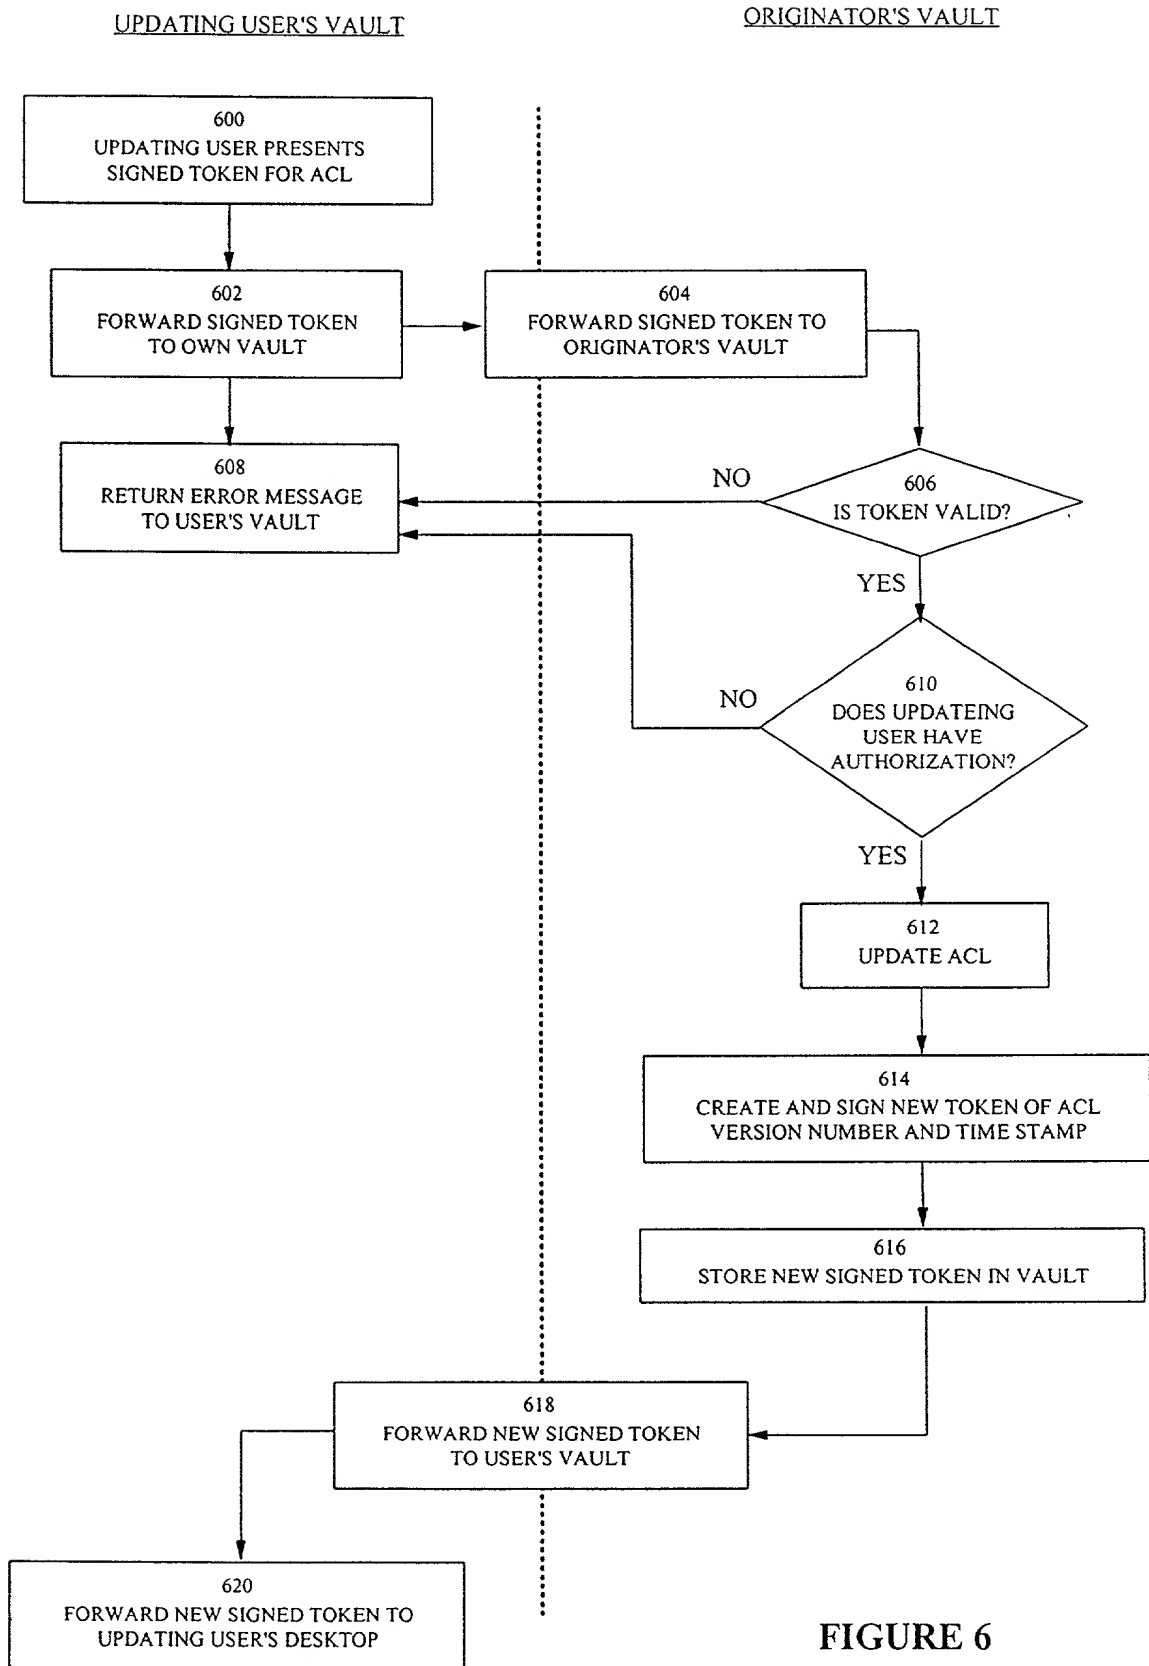 UPDATING USER'S VAULT
ORIGINATOR'S VAULT
600
UPDATING USER PRESENTS
SIGNED TOKEN FOR ACL
602
FORWARD SIGNED TOKEN
TO OWN VAULT
604
FORWARD SIGNED TOKEN TO
ORIGINATOR'S VAULT
608
RETURN ERROR MESSAGE
TO USER'S VAULT
NO
606
IS TOKEN VALID?
YES
NO
610
DOES UPDATEING
USER HAVE
AUTHORIZATION?
YES
612
UPDATE ACL
614
CREATE AND SIGN NEW TOKEN OF ACL
VERSION NUMBER AND TIME STAMP
616
STORE NEW SIGNED TOKEN IN VAULT
618
FORWARD NEW SIGNED TOKEN
TO USER'S VAULT
620
FORWARD NEW SIGNED TOKEN TO
UPDATING USER'S DESKTOP
FIGURE 6